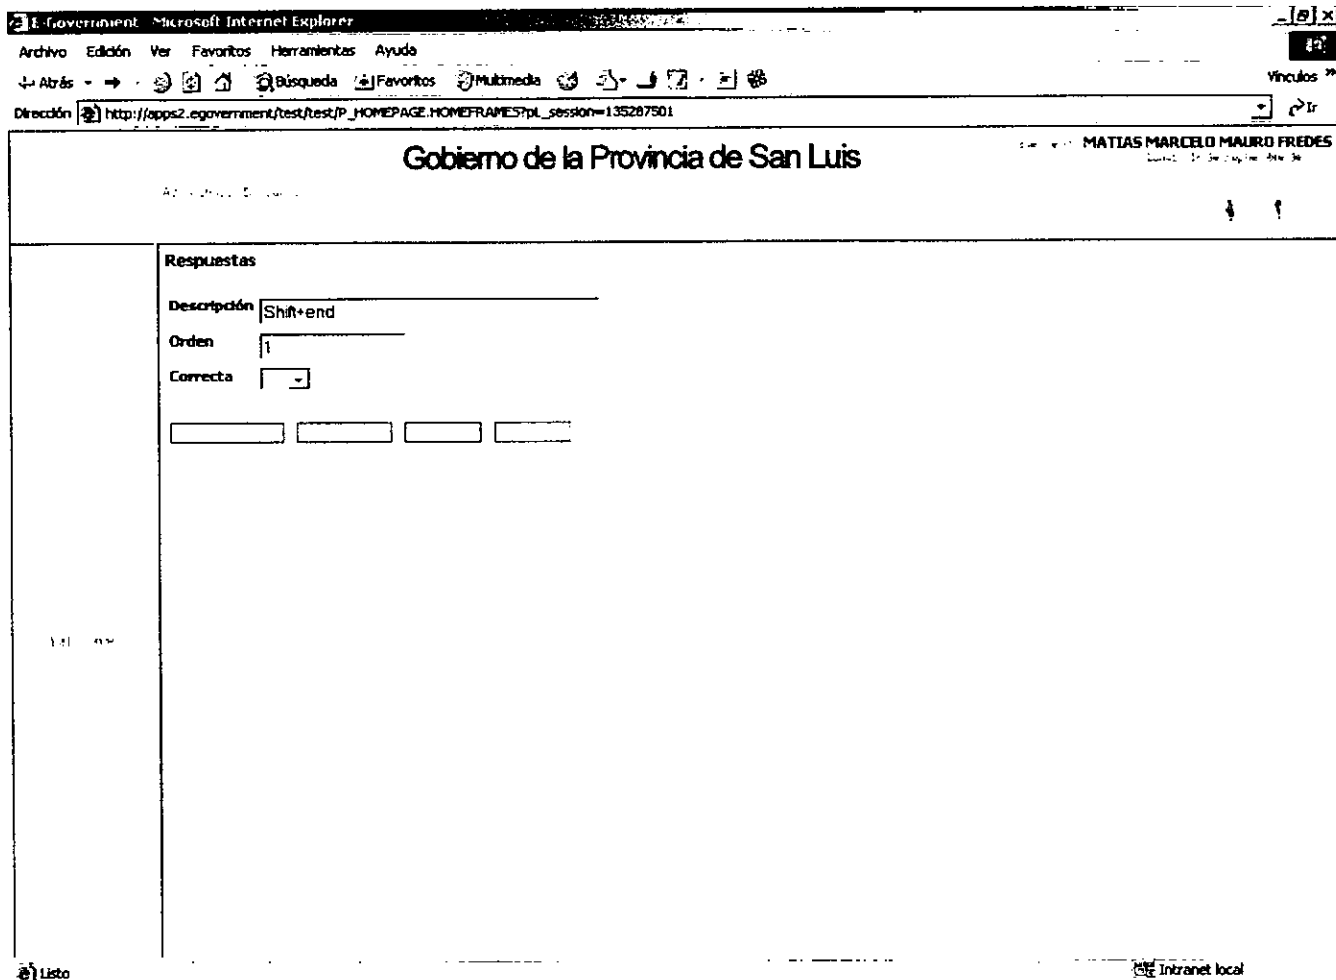 E-Government - Microsoft Internet Explorer
Archivo Edición Ver Favoritos Herramientas Ayuda
Atrás Búsqueda Favoritos Multimedia Vínculos »
Dirección http://apps2.egovernment/test/test/P_HOMEPAGE.HOMEFRAMES?pL_session=135287501 Ir
Gobierno de la Provincia de San Luis
MATIAS MARCELO MAURO FREDES
Respuestas
Descripción Shift+end
Orden 1
Correcta
Listo Intranet local